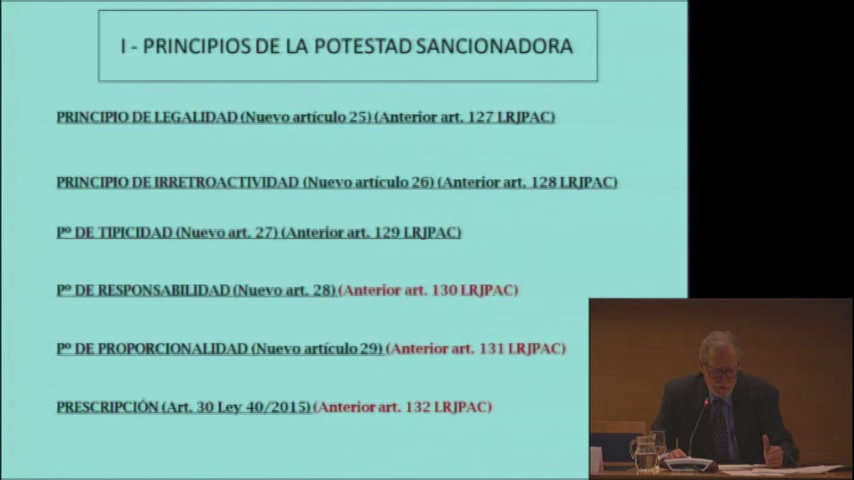 I - PRINCIPIOS DE LA POTESTAD SANCIONADORA
PRINCIPIO DE LEGALIDAD (Nuevo artículo 25) (Anterior art. 127 LRJPAC)
PRINCIPIO DE IRRETROACTIVIDAD (Nuevo artículo 26) (Anterior art. 128 LRJPAC)
Pº DE TIPICIDAD (Nuevo art. 27) (Anterior art. 129 LRJPAC)
Pº DE RESPONSABILIDAD (Nuevo art. 28) (Anterior art. 130 LRJPAC)
Pº DE PROPORCIONALIDAD (Nuevo artículo 29) (Anterior art. 131 LRJPAC)
PRESCRIPCIÓN (Art. 30 Ley 40/2015) (Anterior art. 132 LRJPAC)